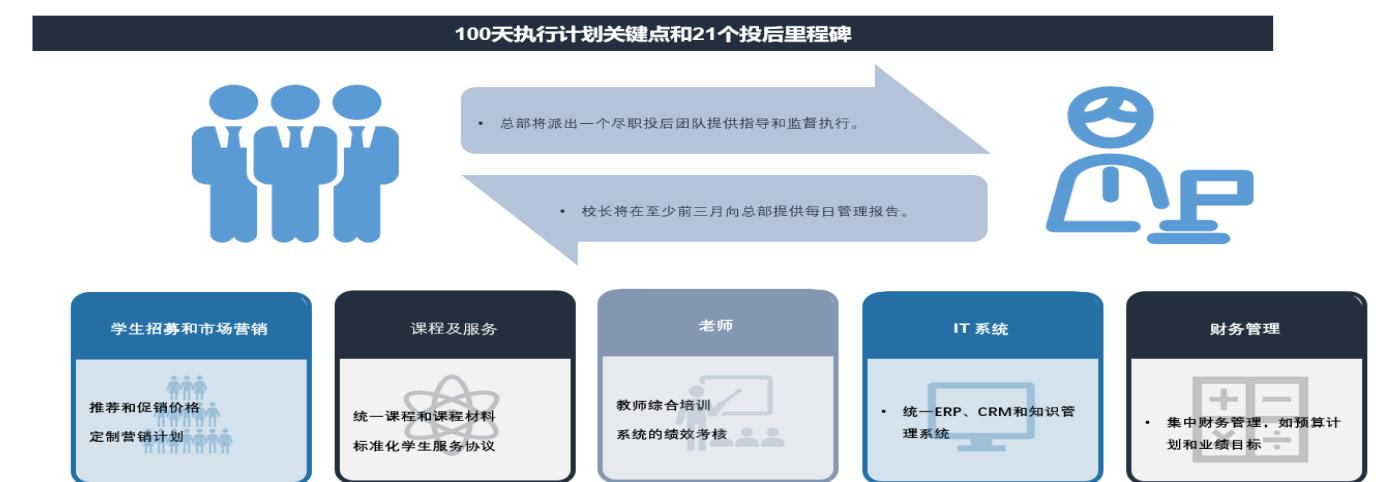 100天执行计划关键点和21个投后里程碑
• 总部将派出一个尽职投后团队提供指导和监督执行。
• 校长将在至少前三月向总部提供每日管理报告。
学生招募和市场营销
推荐和促销价格
定制营销计划
课程及服务
统一课程和课程材料
标准化学生服务协议
老师
教师综合培训
系统的绩效考核
IT 系统
• 统一ERP、CRM和知识管
理系统
财务管理
• 集中财务管理，如预算计
划和业绩目标